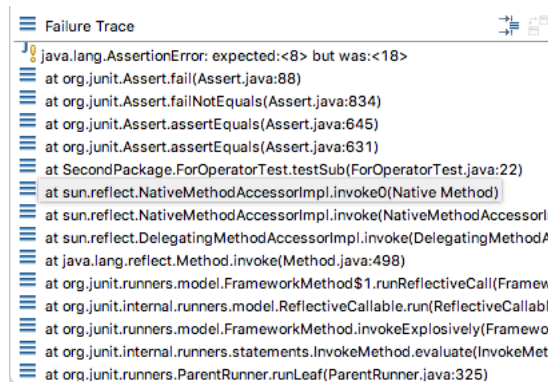 Failure Trace
java.lang.AssertionError: expected:<8> but was:<18>
at org.junit.Assert.fail(Assert.java:88)
at org.junit.Assert.failNotEquals(Assert.java:834)
at org.junit.Assert.assertEquals(Assert.java:645)
at org.junit.Assert.assertEquals(Assert.java:631)
at SecondPackage.ForOperatorTest.testSub(ForOperatorTest.java:22)
at sun.reflect.NativeMethodAccessorImpl.invoke0(Native Method)
at sun.reflect.NativeMethodAccessorImpl.invoke(NativeMethodAccessorI
at sun.reflect.DelegatingMethodAccessorImpl.invoke(DelegatingMethodA
at java.lang.reflect.Method.invoke(Method.java:498)
at org.junit.runners.model.FrameworkMethod$1.runReflectiveCall(Framew
at org.junit.internal.runners.model.ReflectiveCallable.run(ReflectiveCallabl
at org.junit.runners.model.FrameworkMethod.invokeExplosively(Framewo
at org.junit.internal.runners.statements.InvokeMethod.evaluate(InvokeMet
at org.junit.runners.ParentRunner.runLeaf(ParentRunner.java:325)